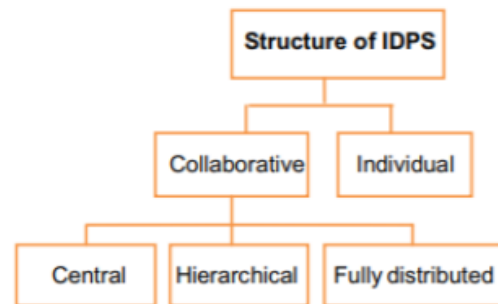 Structure of IDPS
Collaborative
Individual
Central
Hierarchical
Fully distributed